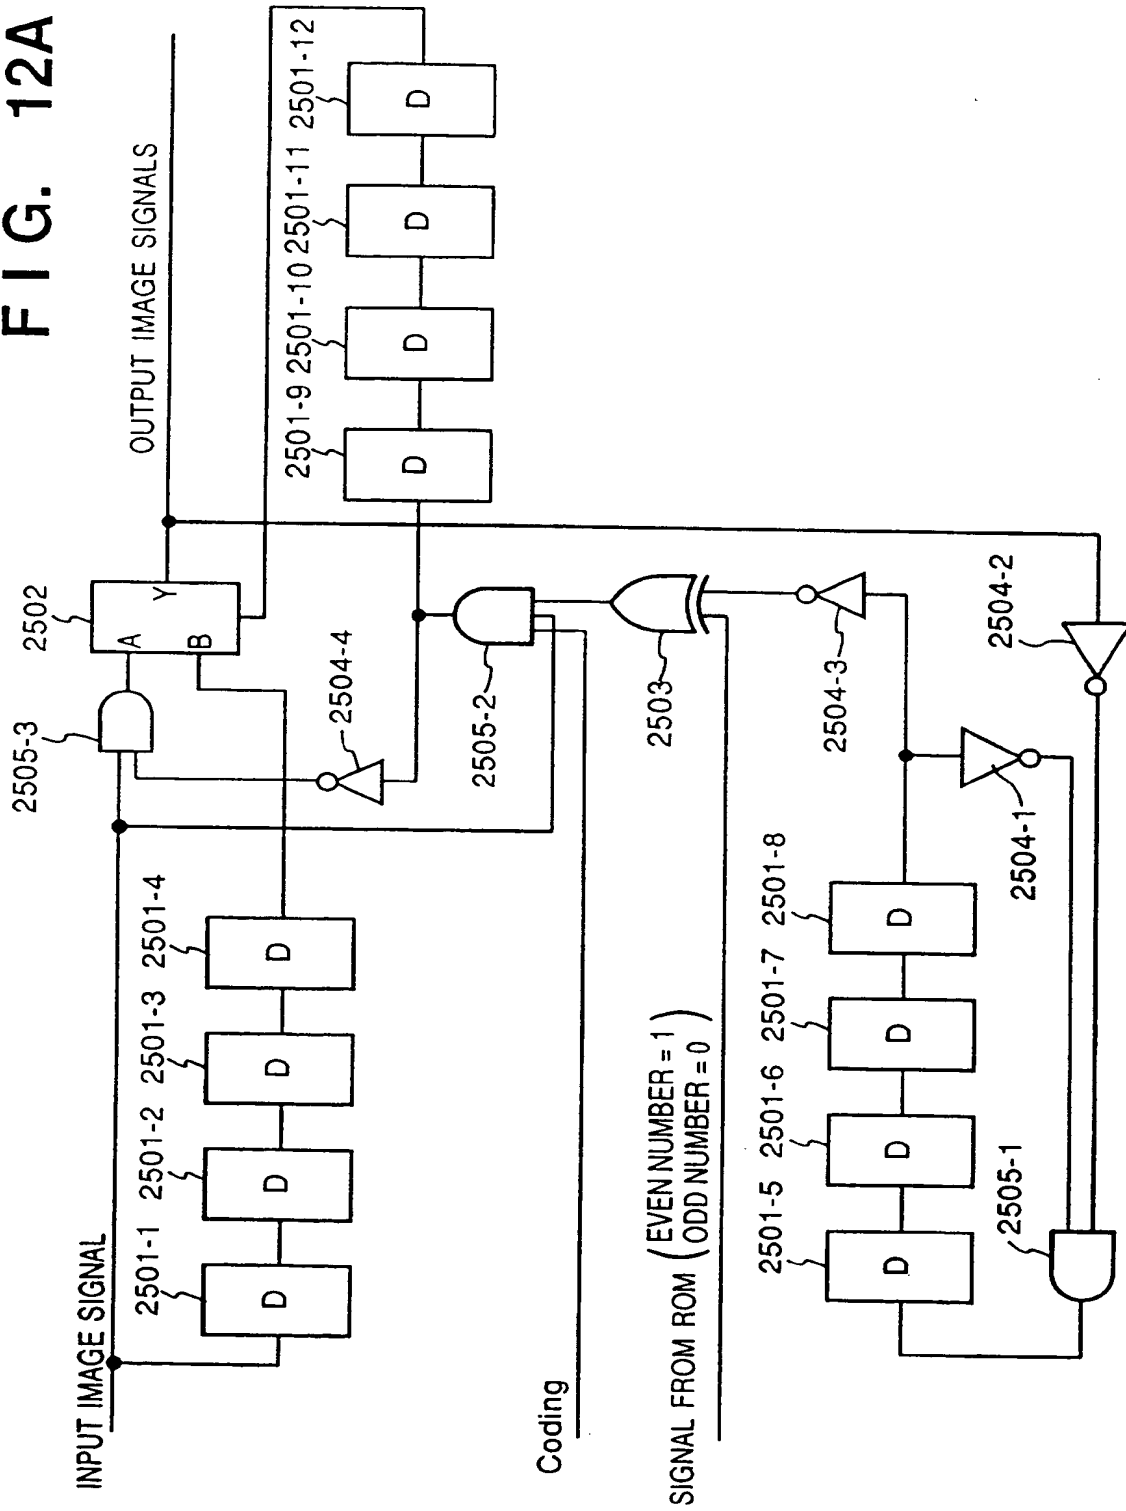 FIG. 12A
INPUT IMAGE SIGNAL
OUTPUT IMAGE SIGNALS
2505-3
2502
A
B
Y
2501-1
2501-2
2501-3
2501-4
D
D
D
D
2504-4
2501-9
2501-10
2501-11
2501-12
D
D
D
D
Coding
2505-2
SIGNAL FROM ROM
(EVEN NUMBER = 1
ODD NUMBER = 0)
2503
2504-3
2501-5
2501-6
2501-7
2501-8
D
D
D
D
2505-1
2504-1
2504-2